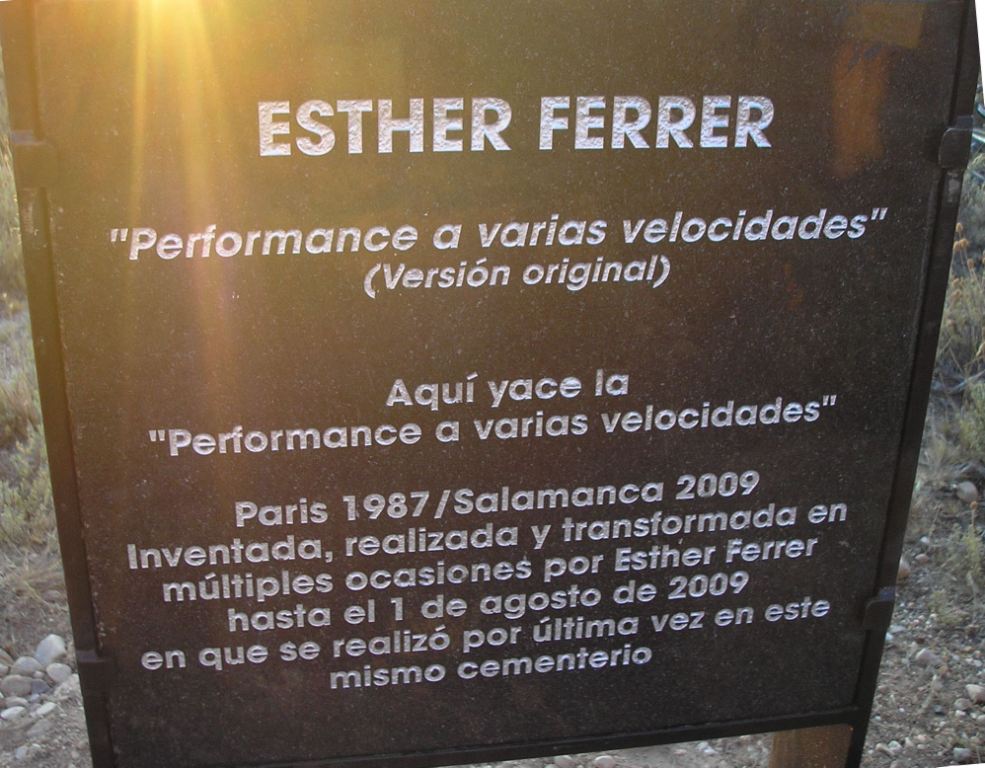 ESTHER FERRER
"Performance a varias velocidades"
(Versión original)
Aquí yace la
"Performance a varias velocidades"
Paris 1987/Salamanca 2009
Inventada, realizada y transformada en
múltiples ocasiones por Esther Ferrer
hasta el 1 de agosto de 2009
en que se realizó por última vez en este
mismo cementerio